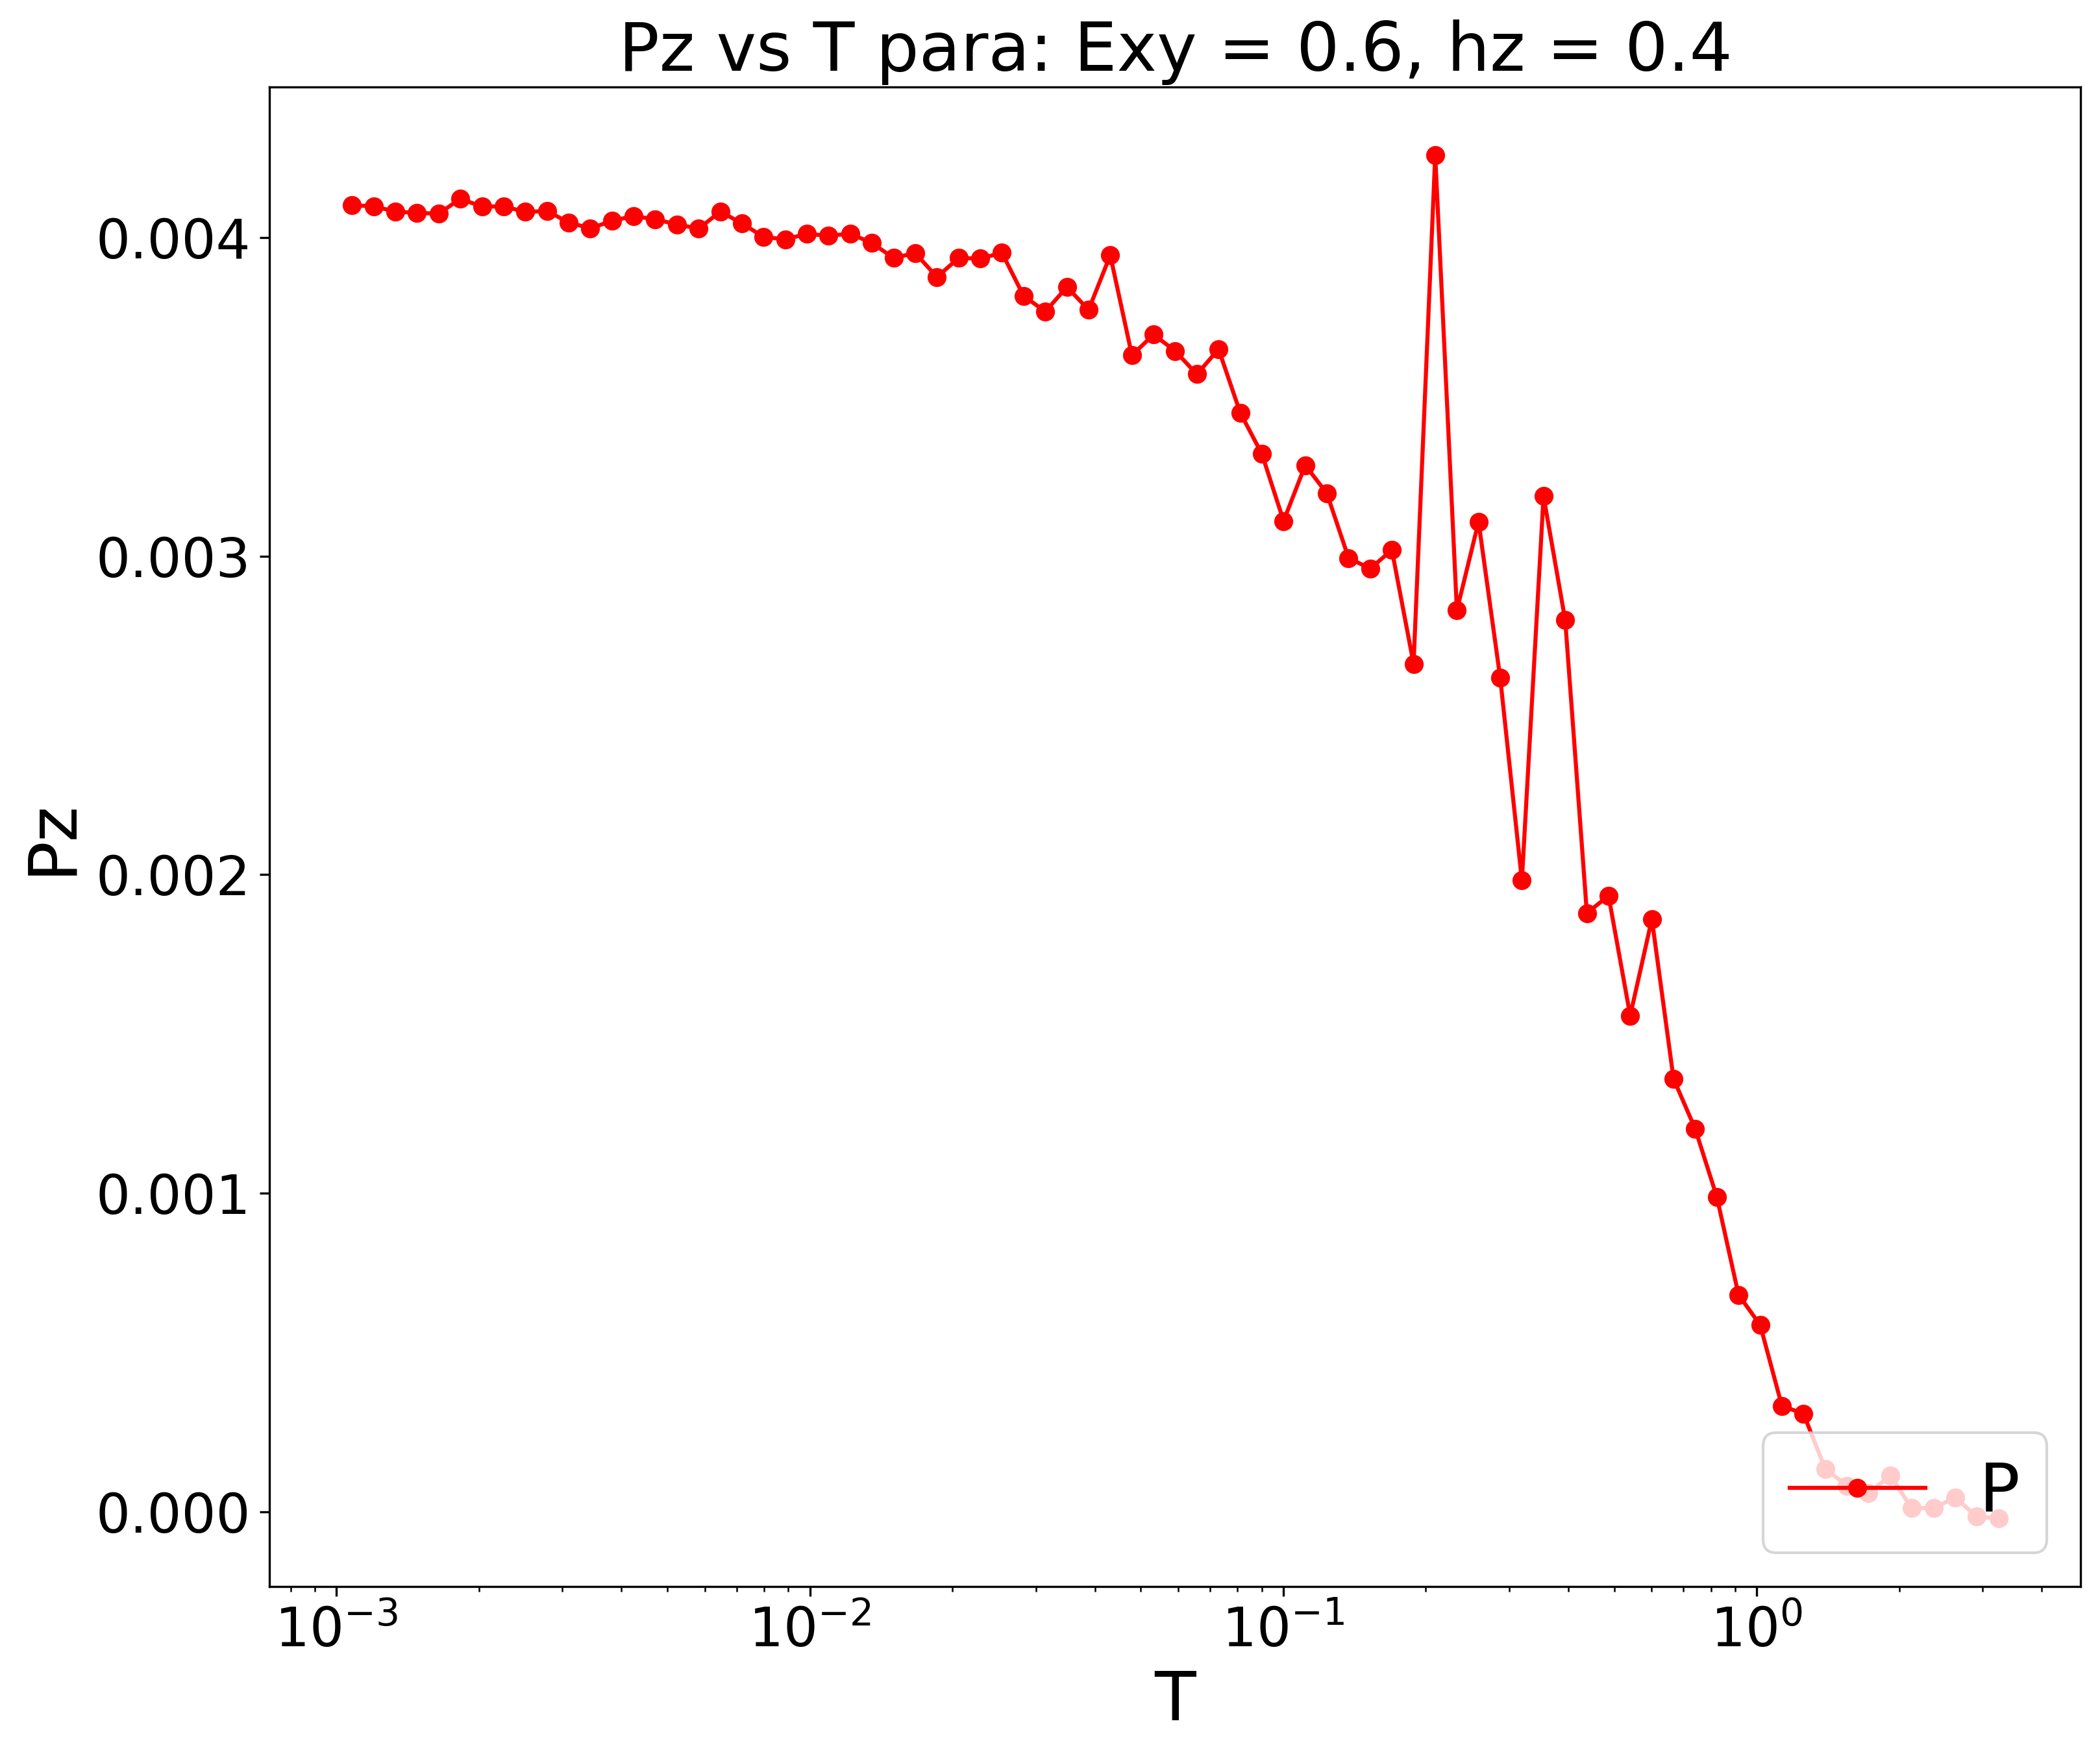 Pz vs T para: Exy = 0.6, hz = 0.4
Pz
0.004
0.003
0.002
0.001
0.000
10⁻³ 10⁻² 10⁻¹ 10⁰
T
P